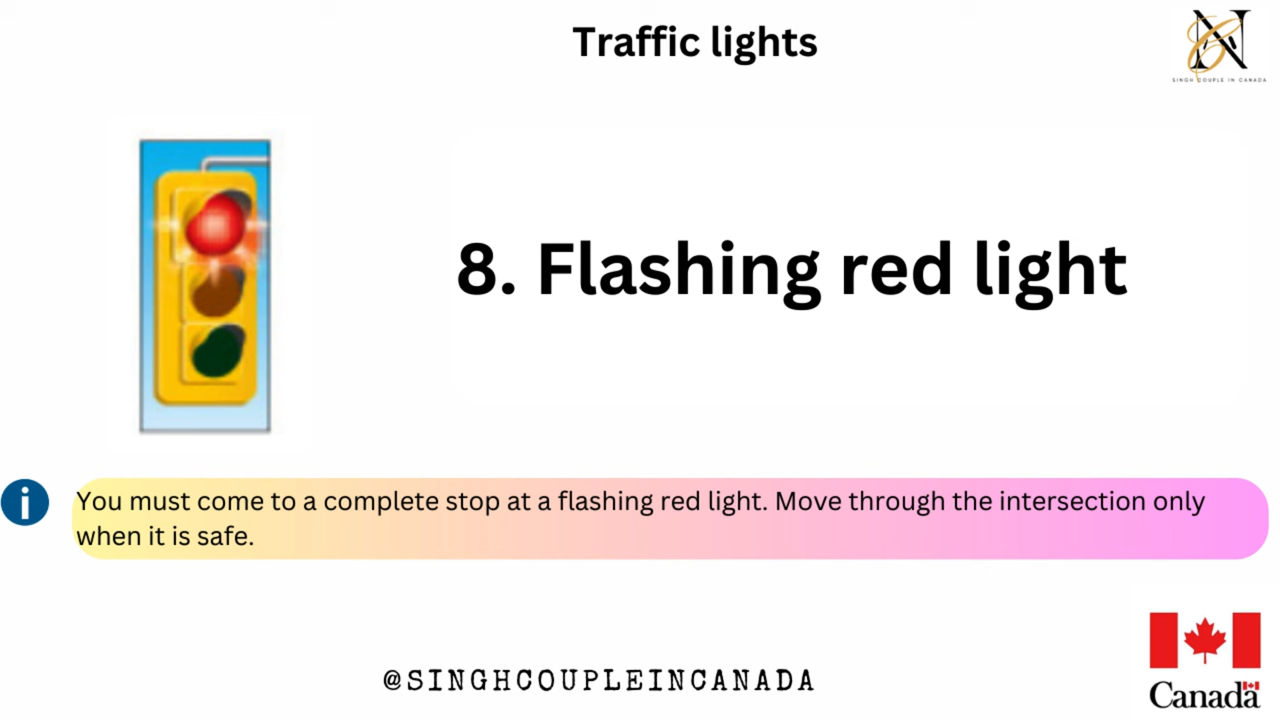 Traffic lights
N
SINGH COUPLE IN CANADA
8. Flashing red light
i
You must come to a complete stop at a flashing red light. Move through the intersection only
when it is safe.
@SINGHCOUPLEINCANADA
Canada